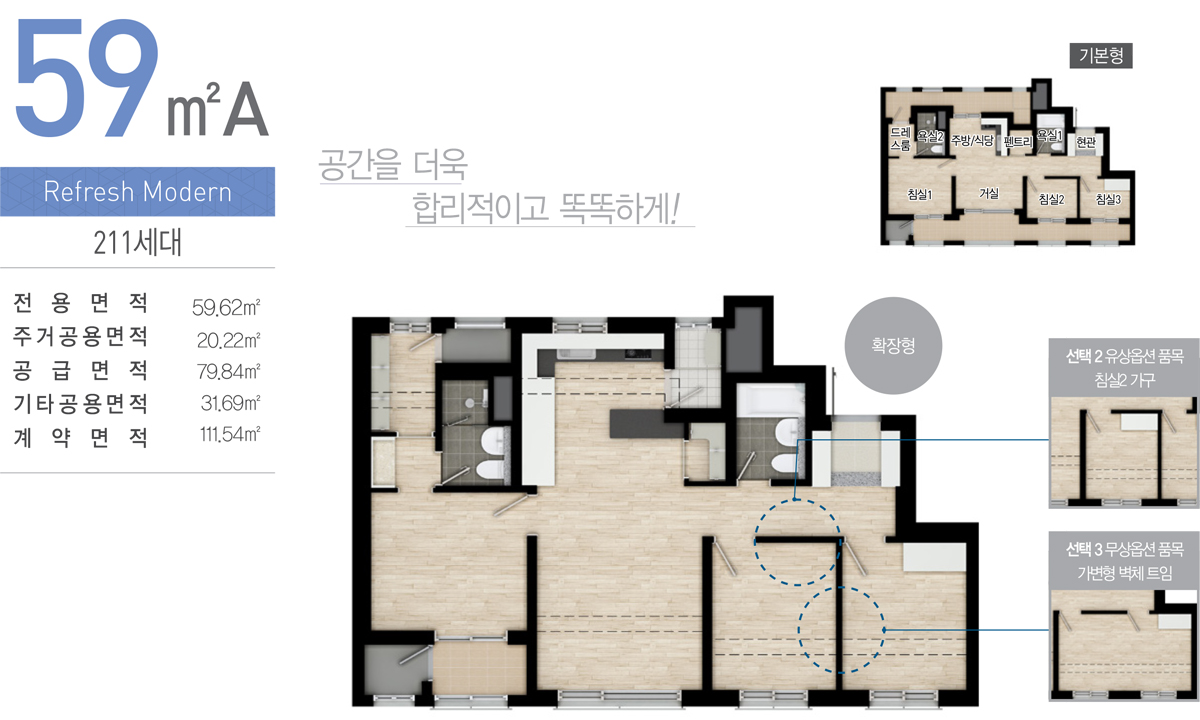 59m²A
Refresh Modern
211세대
전용면적 59.62㎡
주거공용면적 20.22㎡
공급면적 79.84㎡
기타공용면적 31.69㎡
계약면적 111.54㎡
공간을 더욱
합리적이고 똑똑하게!
기본형
드레
스룸
욕실2
주방/식당
펜트리
욕실1
현관
침실1
거실
침실2
침실3
확장형
선택 2 유상옵션 품목
침실2 가구
선택 3 무상옵션 품목
가변형 벽체 트임